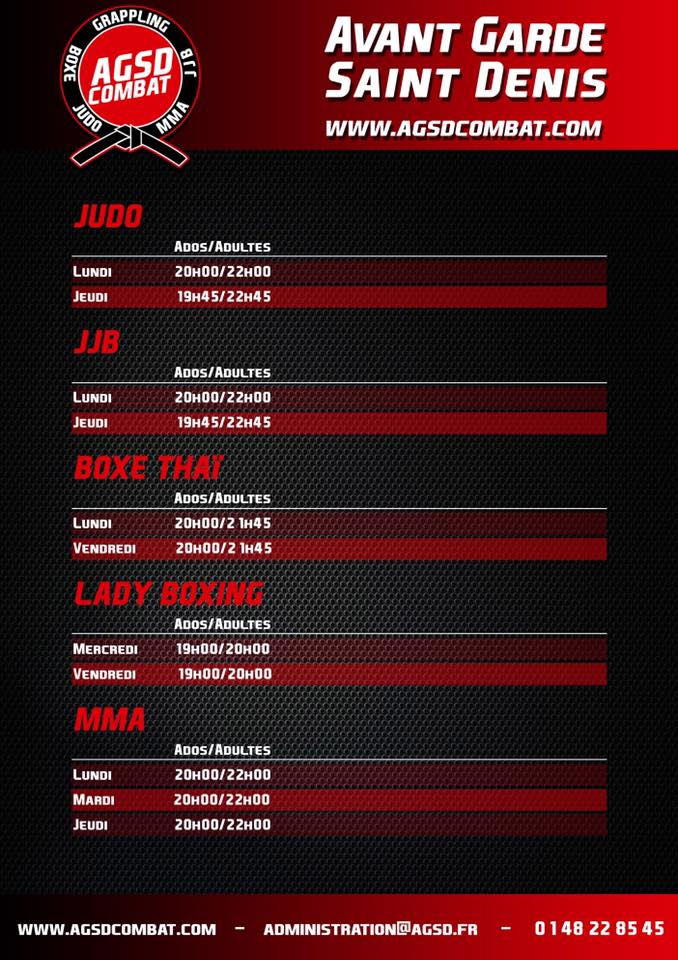 GRAPPLING
BOXE
BJJ
AGSD
COMBAT
JUDO
MMA
AVANT GARDE
SAINT DENIS
WWW.AGSDCOMBAT.COM
JUDO
ADOS/ADULTES
LUNDI 20H00/22H00
JEUDI 19H45/22H45
JJB
ADOS/ADULTES
LUNDI 20H00/22H00
JEUDI 19H45/22H45
BOXE THAÏ
ADOS/ADULTES
LUNDI 20H00/21H45
VENDREDI 20H00/21H45
LADY BOXING
ADOS/ADULTES
MERCREDI 19H00/20H00
VENDREDI 19H00/20H00
MMA
ADOS/ADULTES
LUNDI 20H00/22H00
MARDI 20H00/22H00
JEUDI 20H00/22H00
WWW.AGSDCOMBAT.COM – ADMINISTRATION@AGSD.FR – 01 48 22 85 45